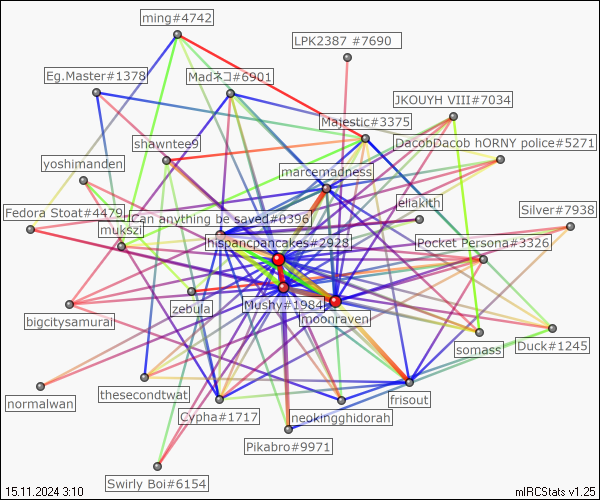 ming#4742
LPK2387 #7690
Eg.Master#1378
Madネコ#6901
JKOUYH VIII#7034
Majestic#3375
shawntee9
DacobDacob hORNY police#5271
yoshimanden
marcemadness
jellakith
Fedora Stoat#4479
Can anything be saved#0396
Silver#7938
mukszi
hispancpancakes#2928
Pocket Persona#3326
zebula
Mushy#1984
moonraven
bigcitysamurai
somass
Duck#1245
normalwan
thesecondtwat
frisout
Cypha#1717
neokingghidorah
Pikabro#9971
Swirly Boi#6154
15.11.2024 3:10
mIRCStats v1.25